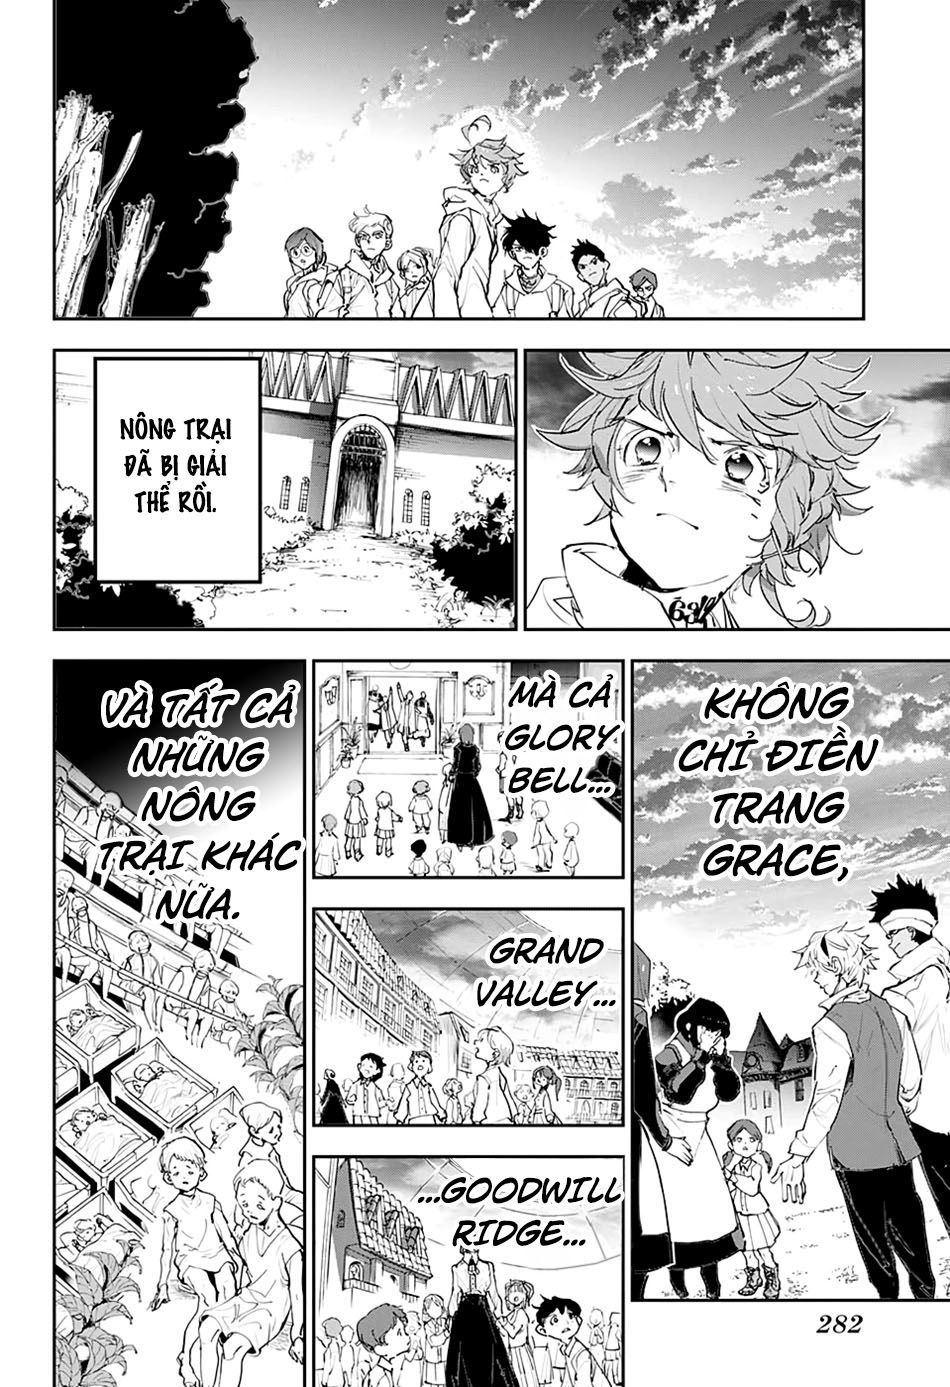 NÔNG TRẠI
ĐÃ BỊ GIẢI
THỂ RỒI.
KHÔNG
CHỈ ĐIỀN
TRANG
GRACE,
MÀ CẢ
GLORY
BELL...
GRAND
VALLEY...
...GOODWILL
RIDGE...
VÀ TẤT CẢ
NHỮNG
NÔNG
TRẠI KHÁC
NỮA.
282